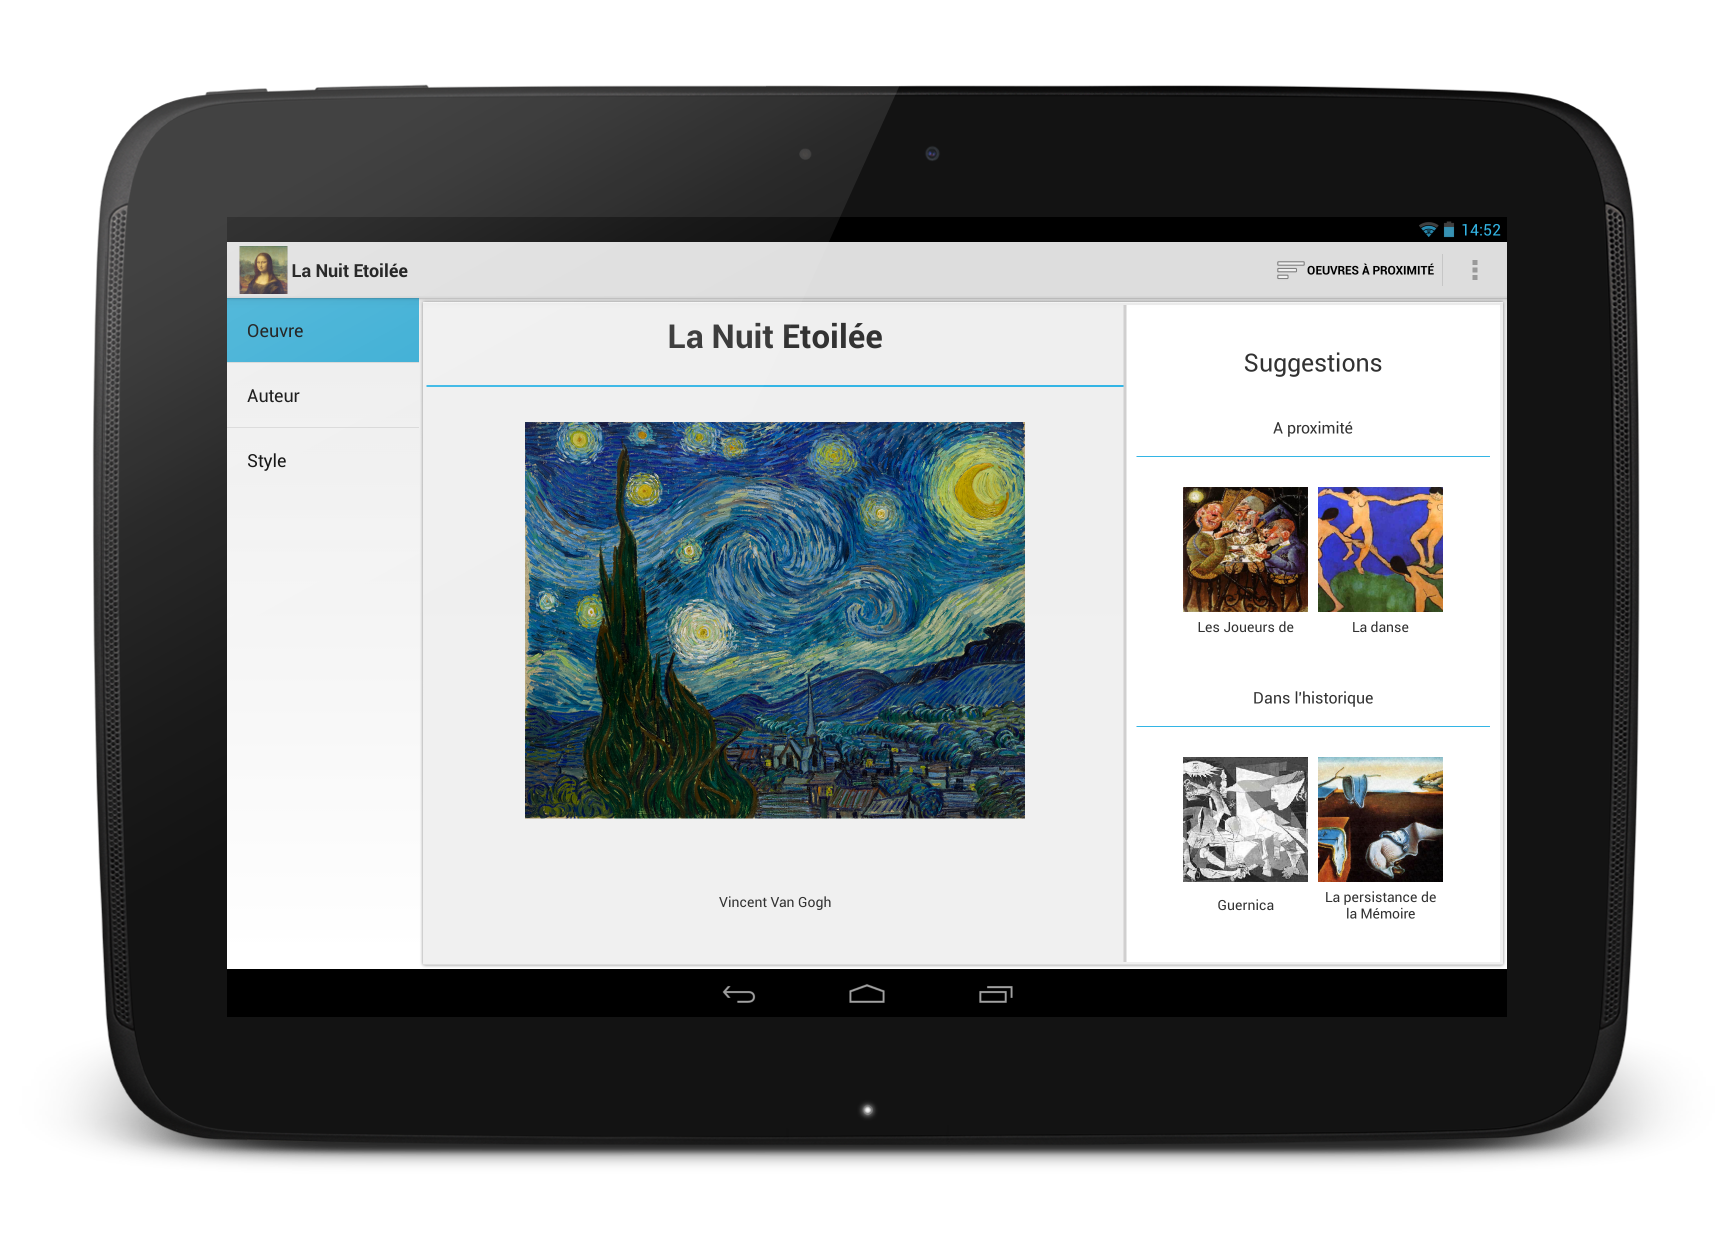 14:52
La Nuit Etoilée
OEUVRES À PROXIMITÉ
Oeuvre
Auteur
Style
La Nuit Etoilée
Vincent Van Gogh
Suggestions
A proximité
Les Joueurs de
La danse
Dans l'historique
Guernica
La persistance de
la Mémoire